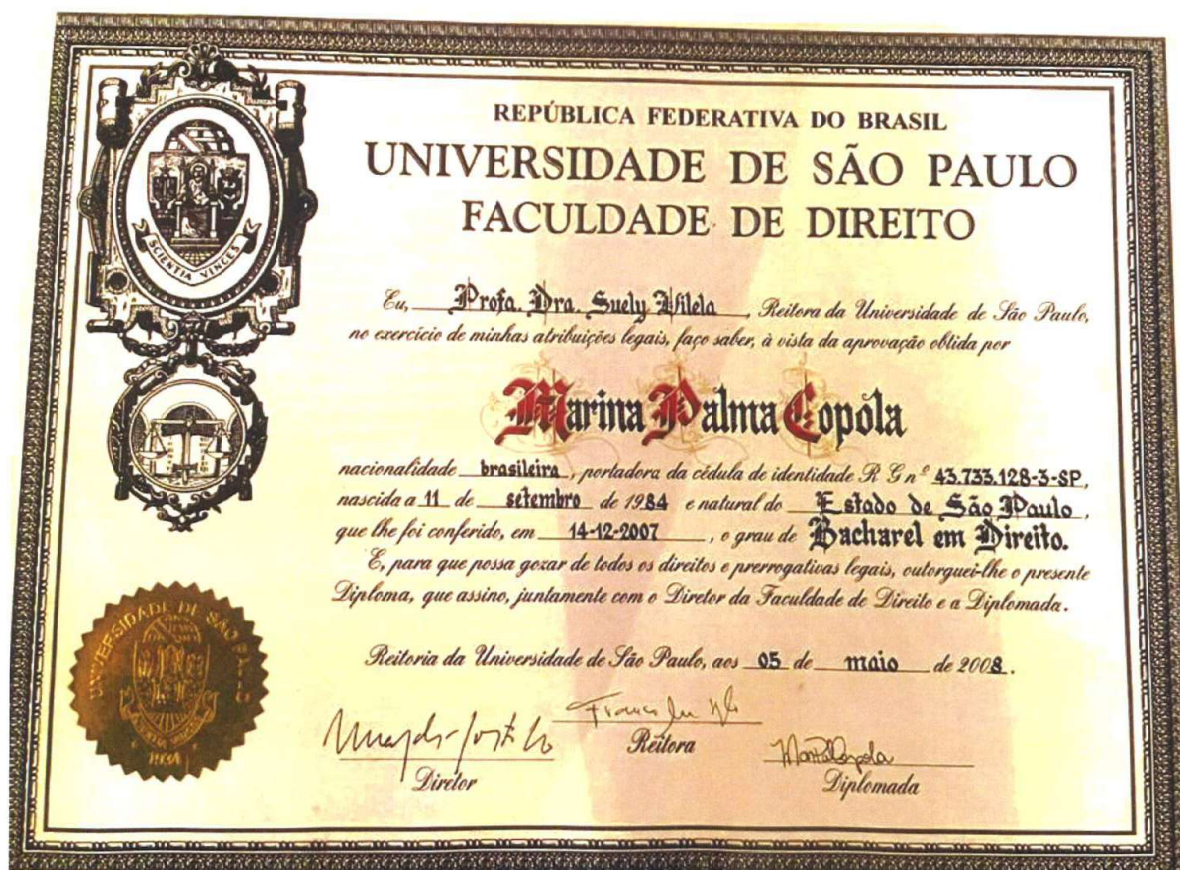 REPÚBLICA FEDERATIVA DO BRASIL
UNIVERSIDADE DE SÃO PAULO
FACULDADE DE DIREITO
SCIENTIA VINCES
Eu, Profa. Dra. Suely Vilela, Reitora da Universidade de São Paulo,
no exercício de minhas atribuições legais, faço saber, à vista da aprovação obtida por
Marina Palma Copola
nacionalidade brasileira, portadora da cédula de identidade R G nº 43.733.128-3-SP,
nascida a 11 de setembro de 1984 e natural do Estado de São Paulo,
que lhe foi conferido, em 14-12-2007, o grau de Bacharel em Direito.
E, para que possa gozar de todos os direitos e prerrogativas legais, outorguei-lhe o presente
Diploma, que assino, juntamente com o Diretor da Faculdade de Direito e a Diplomada.
Reitoria da Universidade de São Paulo, aos 05 de maio de 2008.
UNIVERSIDADE DE SÃO PAULO
1934
Reitora
Diretor
Diplomada